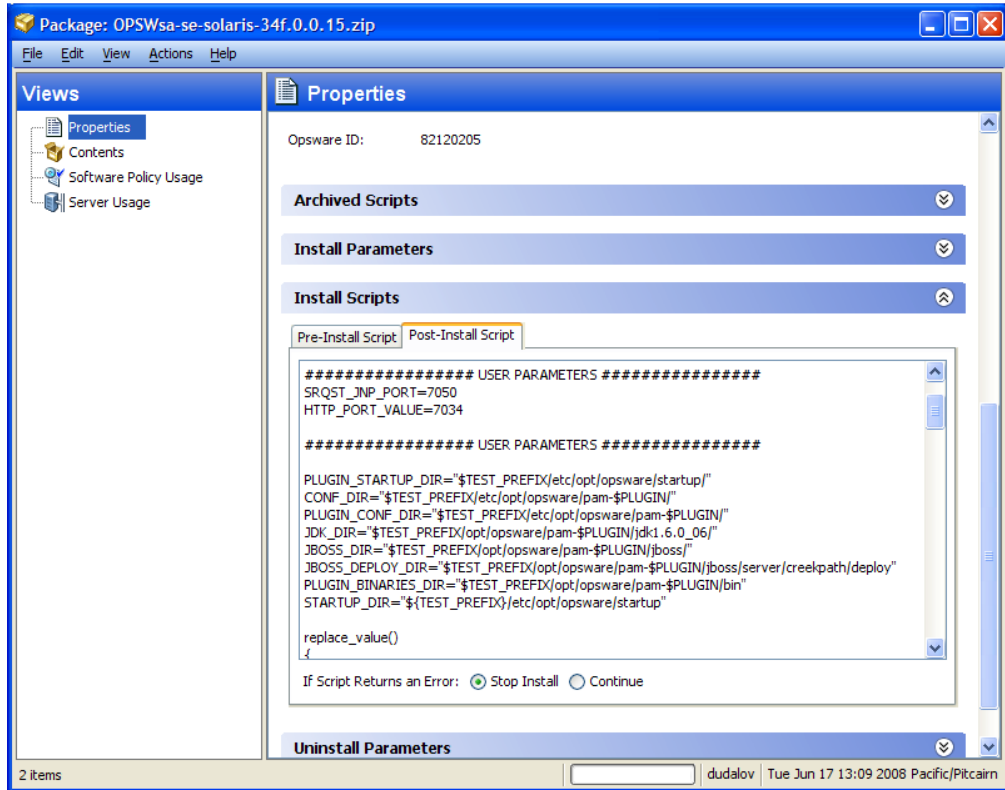 Package: OPSWsa-se-solaris-34f.0.0.15.zip
File Edit View Actions Help
Views
Properties
Contents
Software Policy Usage
Server Usage
Properties
Opsware ID: 82120205
Archived Scripts
Install Parameters
Install Scripts
Pre-Install Script Post-Install Script
################# USER PARAMETERS ################
SRQST_JNP_PORT=7050
HTTP_PORT_VALUE=7034
################# USER PARAMETERS ################
PLUGIN_STARTUP_DIR="$TEST_PREFIX/etc/opt/opsware/startup/"
CONF_DIR="$TEST_PREFIX/etc/opt/opsware/pam-$PLUGIN/"
PLUGIN_CONF_DIR="$TEST_PREFIX/etc/opt/opsware/pam-$PLUGIN/"
JDK_DIR="$TEST_PREFIX/opt/opsware/pam-$PLUGIN/jdk1.6.0_06/"
JBOSS_DIR="$TEST_PREFIX/opt/opsware/pam-$PLUGIN/jboss/"
JBOSS_DEPLOY_DIR="$TEST_PREFIX/opt/opsware/pam-$PLUGIN/jboss/server/creekpath/deploy"
PLUGIN_BINARIES_DIR="$TEST_PREFIX/opt/opsware/pam-$PLUGIN/bin"
STARTUP_DIR="${TEST_PREFIX}/etc/opt/opsware/startup"
replace_value()
{
If Script Returns an Error: Stop Install Continue
Uninstall Parameters
2 items
dudalov Tue Jun 17 13:09 2008 Pacific/Pitcairn